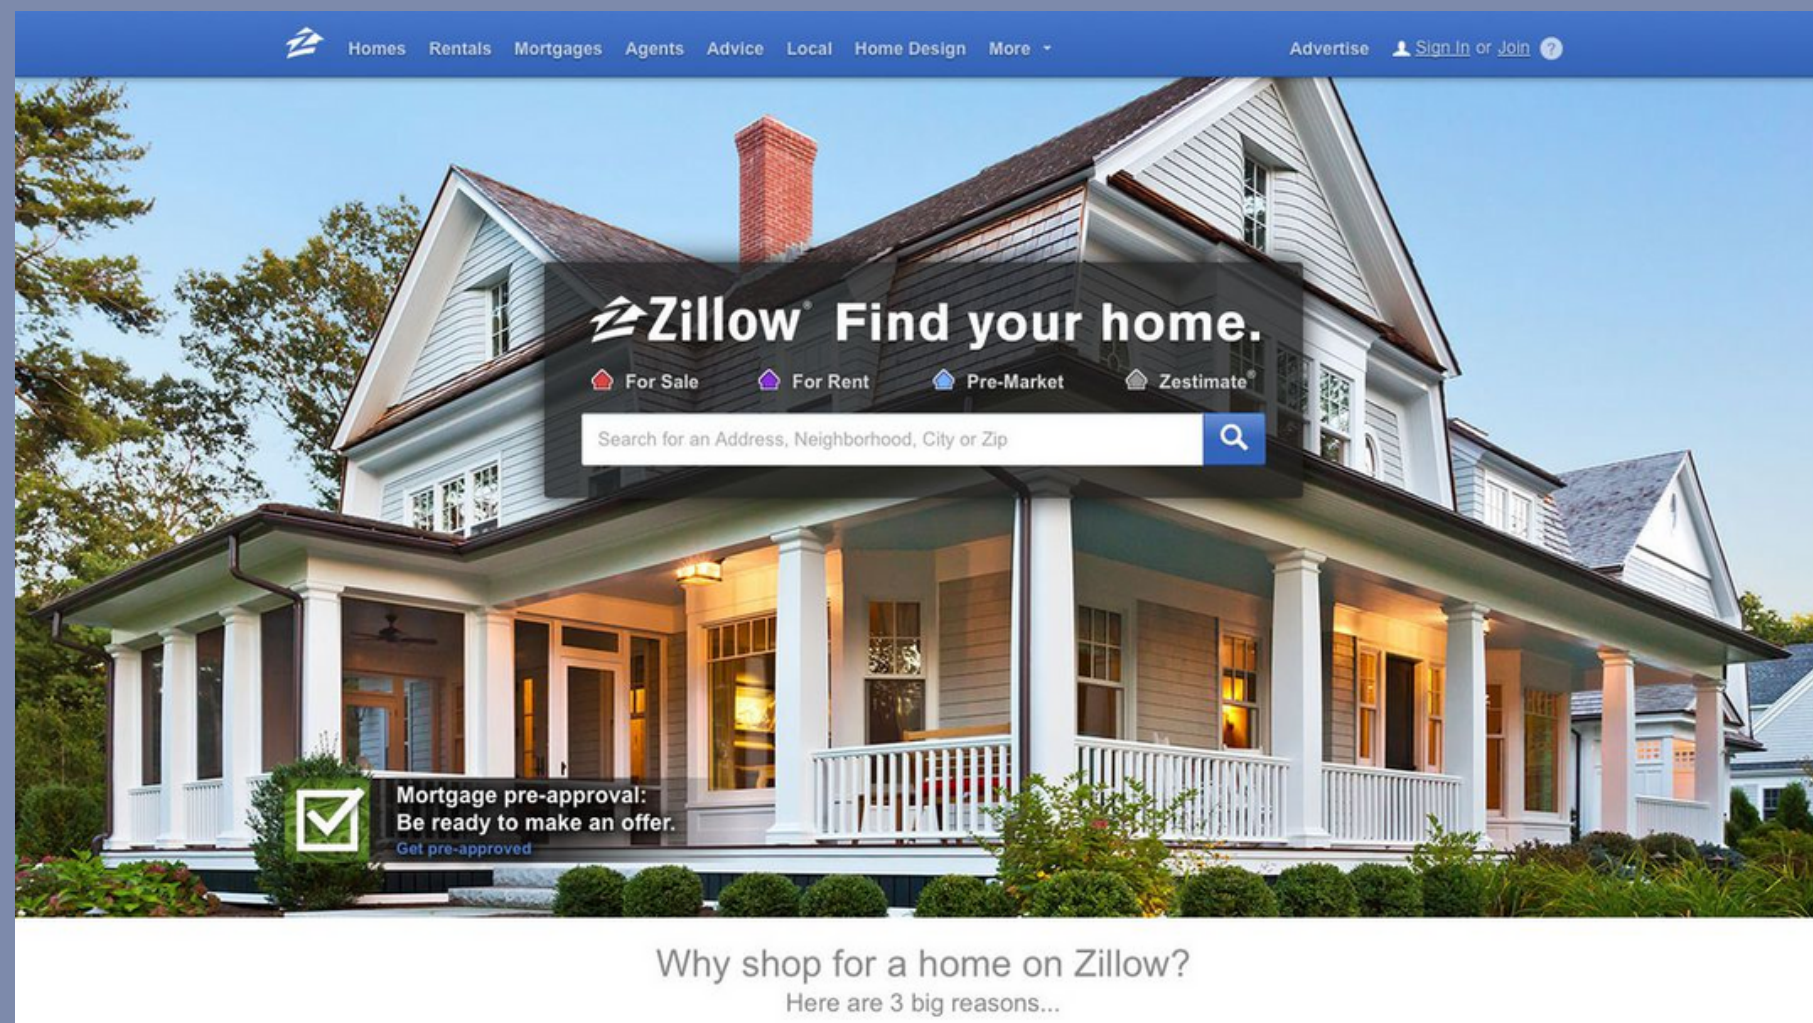 Homes Rentals Mortgages Agents Advice Local Home Design More Advertise Sign In or Join ?
Zillow® Find your home.
For Sale For Rent Pre-Market Zestimate®
Search for an Address, Neighborhood, City or Zip
Mortgage pre-approval:
Be ready to make an offer.
Get pre-approved
Why shop for a home on Zillow?
Here are 3 big reasons...